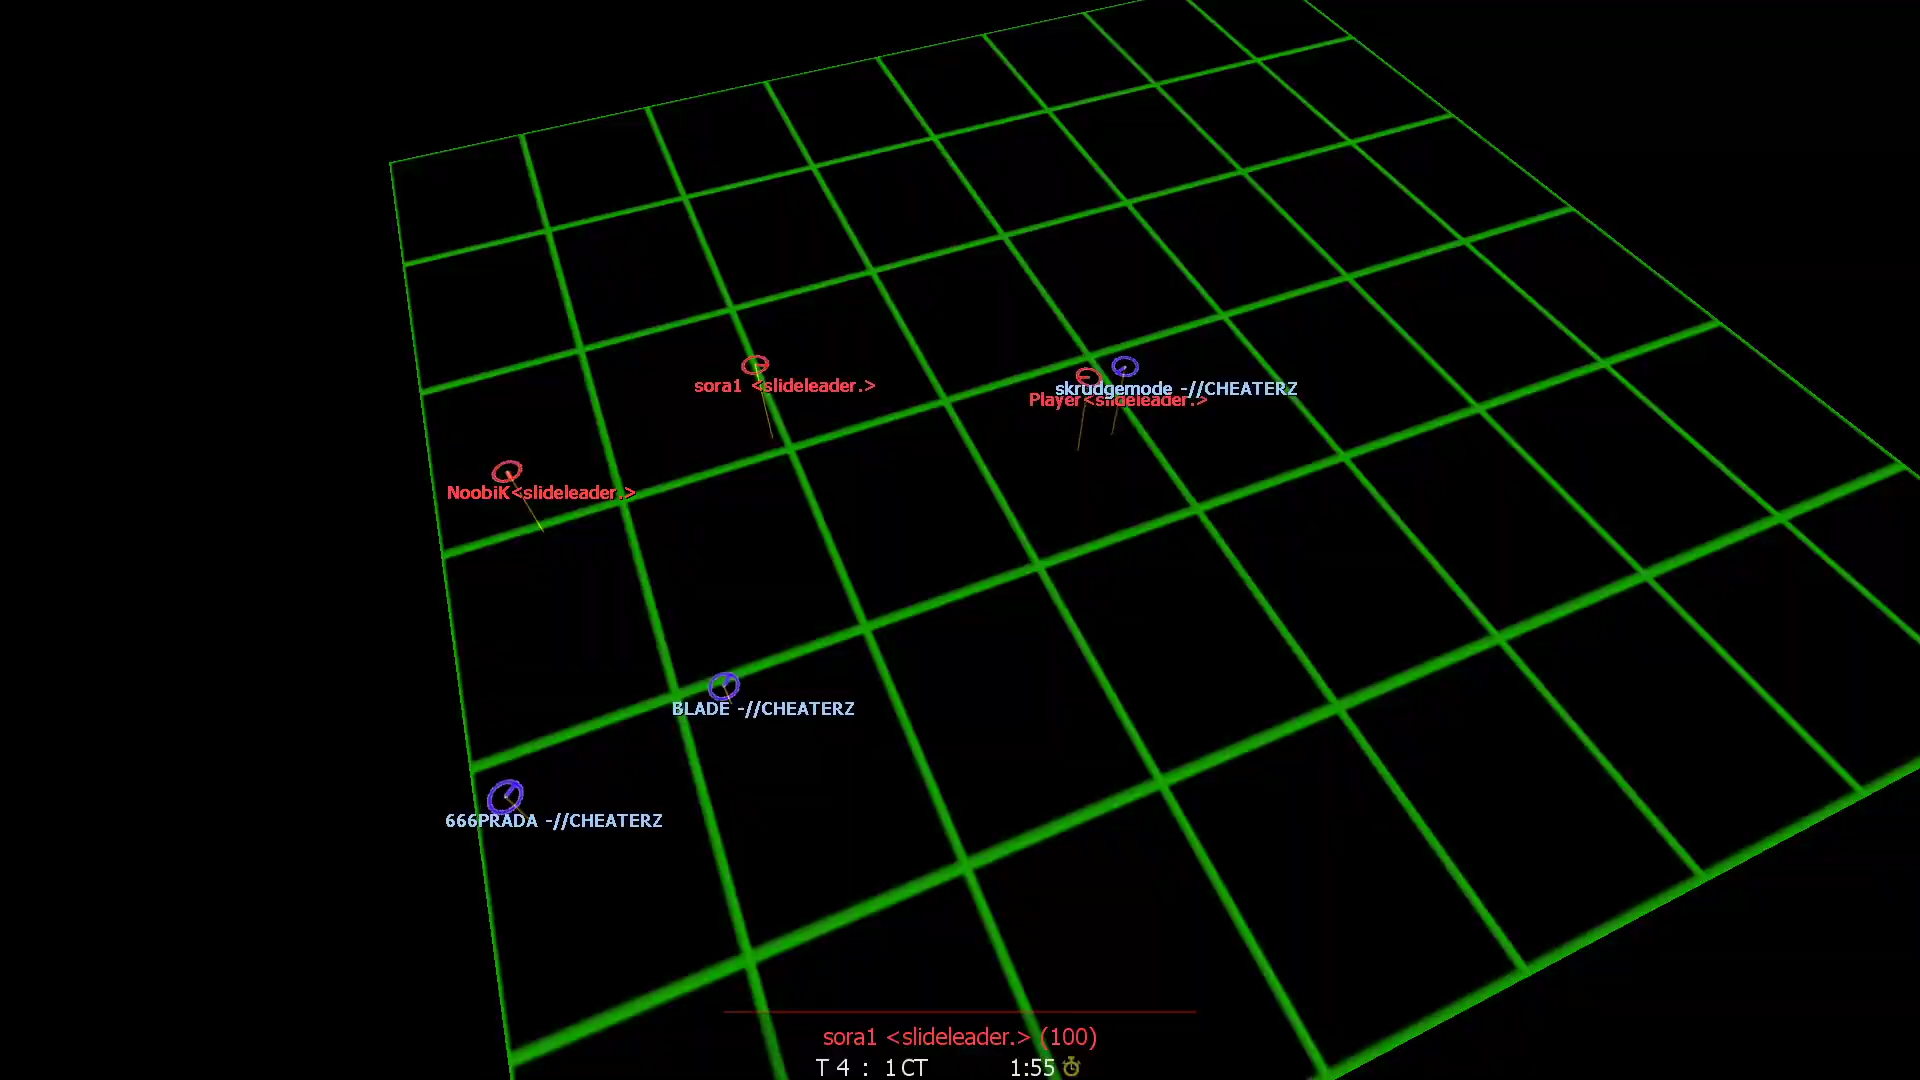 sora1 <slideleader.>
skrudgemode -//CHEATERZ
Player<slideleader.>
NoobiK<slideleader.>
BLADE -//CHEATERZ
666PRADA -//CHEATERZ
sora1 <slideleader.> (100)
T 4 : 1 CT 1:55